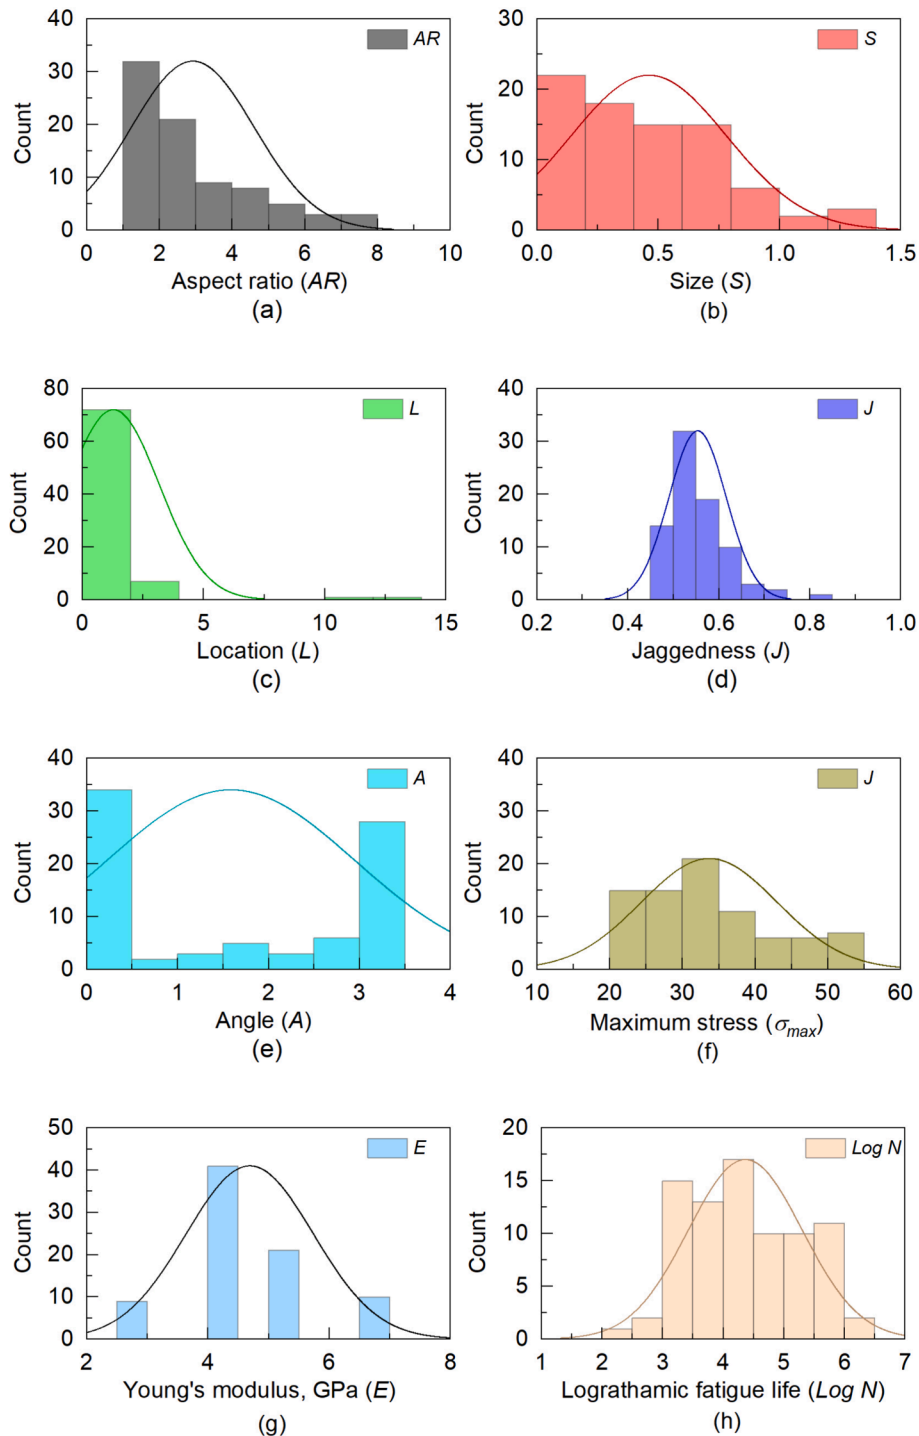 40
30
20
10
0
Count
AR
0 2 4 6 8 10
Aspect ratio (AR)
(a)
30
25
20
15
10
5
0
Count
S
0.0 0.5 1.0 1.5
Size (S)
(b)
80
60
40
20
0
Count
L
0 5 10 15
Location (L)
(c)
40
30
20
10
0
Count
J
0.2 0.4 0.6 0.8 1.0
Jaggedness (J)
(d)
40
30
20
10
0
Count
A
0 1 2 3 4
Angle (A)
(e)
40
30
20
10
0
Count
J
10 20 30 40 50 60
Maximum stress (σmax)
(f)
50
40
30
20
10
0
Count
E
2 4 6 8
Young's modulus, GPa (E)
(g)
20
15
10
5
0
Count
Log N
1 2 3 4 5 6 7
Lograthamic fatigue life (Log N)
(h)